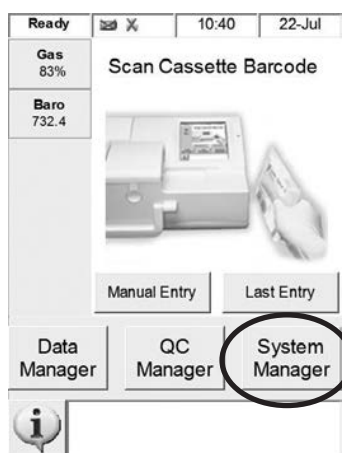 Ready 10:40 22-Jul
Gas
83%
Scan Cassette Barcode
Baro
732.4
Manual Entry Last Entry
Data
Manager
QC
Manager
System
Manager
i